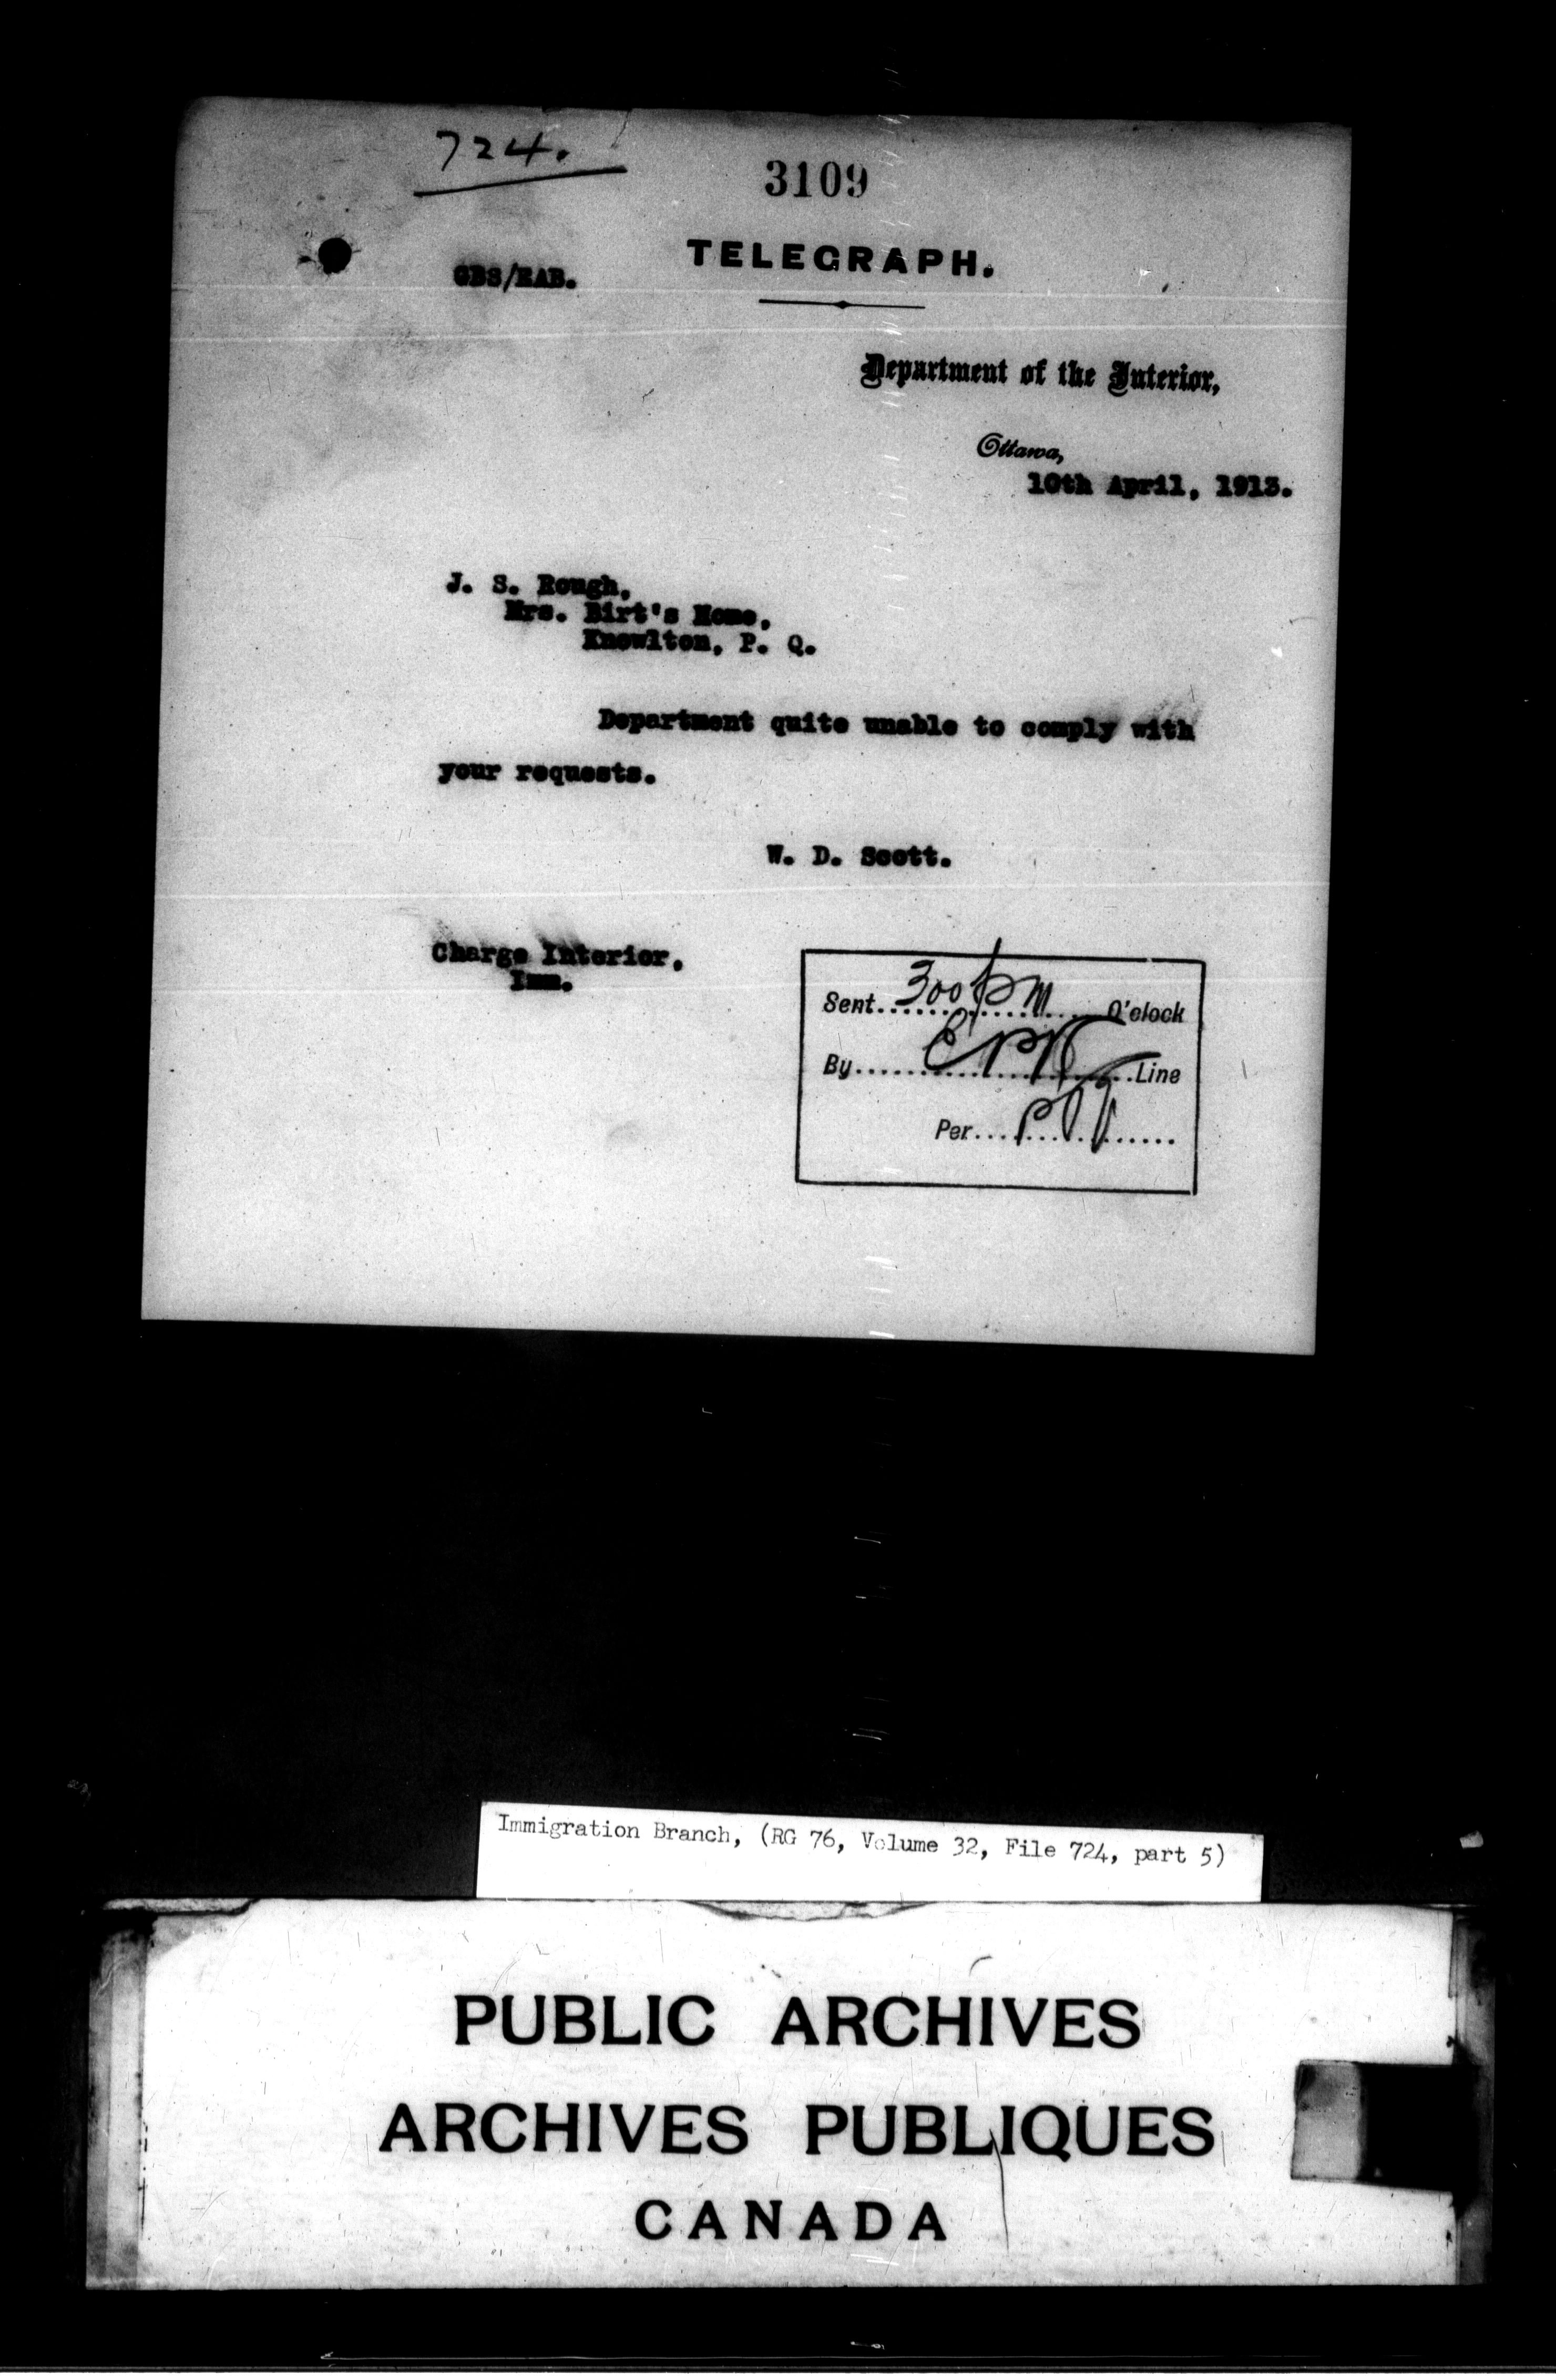 724.
3109
TELEGRAPH.
GBS/RAB.
Department of the Interior,
Ottawa,
10th April, 1913.
J. S. Rough,
Mrs. Birt's Home,
Knowlton, P. Q.
Department quite unable to comply with
your requests.
W. D. Scott.
Charge Interior,
Imm.
Sent 300 pm O'clock
By CPR Line
Per
Immigration Branch, (RG 76, Volume 32, File 724, part 5)
PUBLIC ARCHIVES
ARCHIVES PUBLIQUES
CANADA